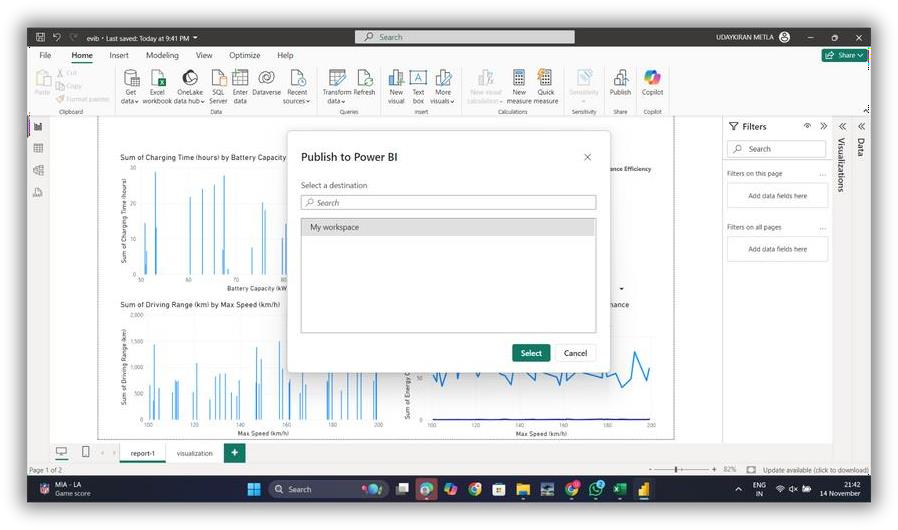 evib • Last saved: Today at 9:41 PM
Search
UDAYKIRAN METLA
File Home Insert Modeling View Optimize Help
Share
Paste
Cut
Copy
Format painter
Clipboard
Get data
Excel workbook
OneLake data hub
SQL Server
Enter data
Dataverse
Recent sources
Data
Transform data
Refresh
Queries
New visual
Text box
More visuals
Insert
New visual calculation
New measure
Quick measure
Calculations
Sensitivity
Sensitivity
Publish
Share
Copilot
Copilot
Sum of Charging Time (hours) by Battery Capacity
Sum of Charging Time (hours)
30
20
10
0
50 60 70 80
Battery Capacity (kW
Sum of Driving Range (km) by Max Speed (km/h)
Sum of Driving Range (km)
2,000
1,500
1,000
500
0
100 120 140 160 180 200
Max Speed (km/h)
Publish to Power BI
Select a destination
Search
My workspace
Select
Cancel
ance Efficiency
nance
Sum of Energy C
50
0
100 120 140 160 180 200
Max Speed (km/h)
Filters
Search
Filters on this page
...
Add data fields here
Filters on all pages
...
Add data fields here
Visualizations
Data
report-1
visualization
Page 1 of 2
82%
Update available (click to download)
MIA - LA
Game score
Search
ENG
IN
21:42
14 November